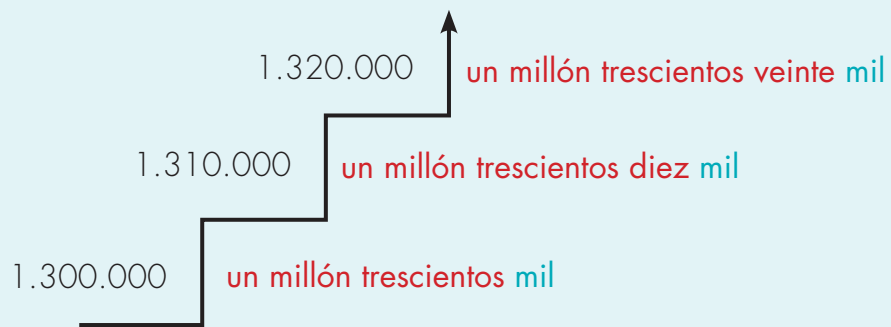 1.320.000 un millón trescientos veinte mil
1.310.000 un millón trescientos diez mil
1.300.000 un millón trescientos mil